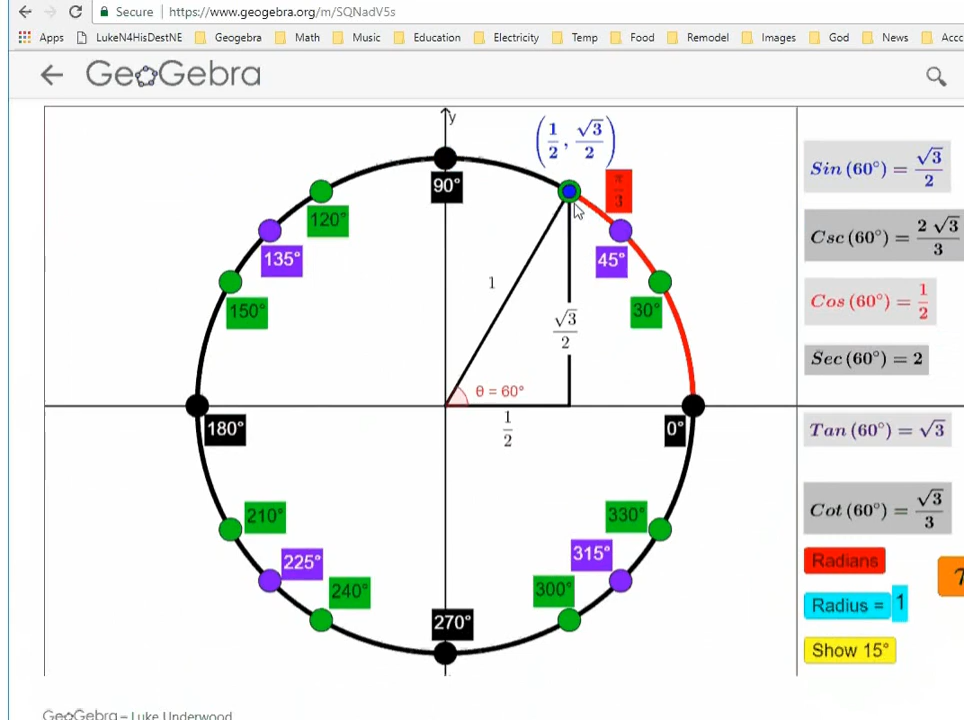 Secure | https://www.geogebra.org/m/SQNadV5s
Apps LukeN4HisDestNE Geogebra Math Music Education Electricity Temp Food Remodel Images God News Accc
GeoGebra
y
(1/2, √3/2)
90°
π/3
120°
135°
45°
150°
30°
1
√3/2
θ = 60°
1/2
180°
0°
210°
330°
225°
315°
240°
300°
270°
Sin (60°) = √3/2
Csc (60°) = 2 √3/3
Cos (60°) = 1/2
Sec (60°) = 2
Tan (60°) = √3
Cot (60°) = √3/3
Radians
Radius = 1
Show 15°
GeoGebra – Luke Underwood